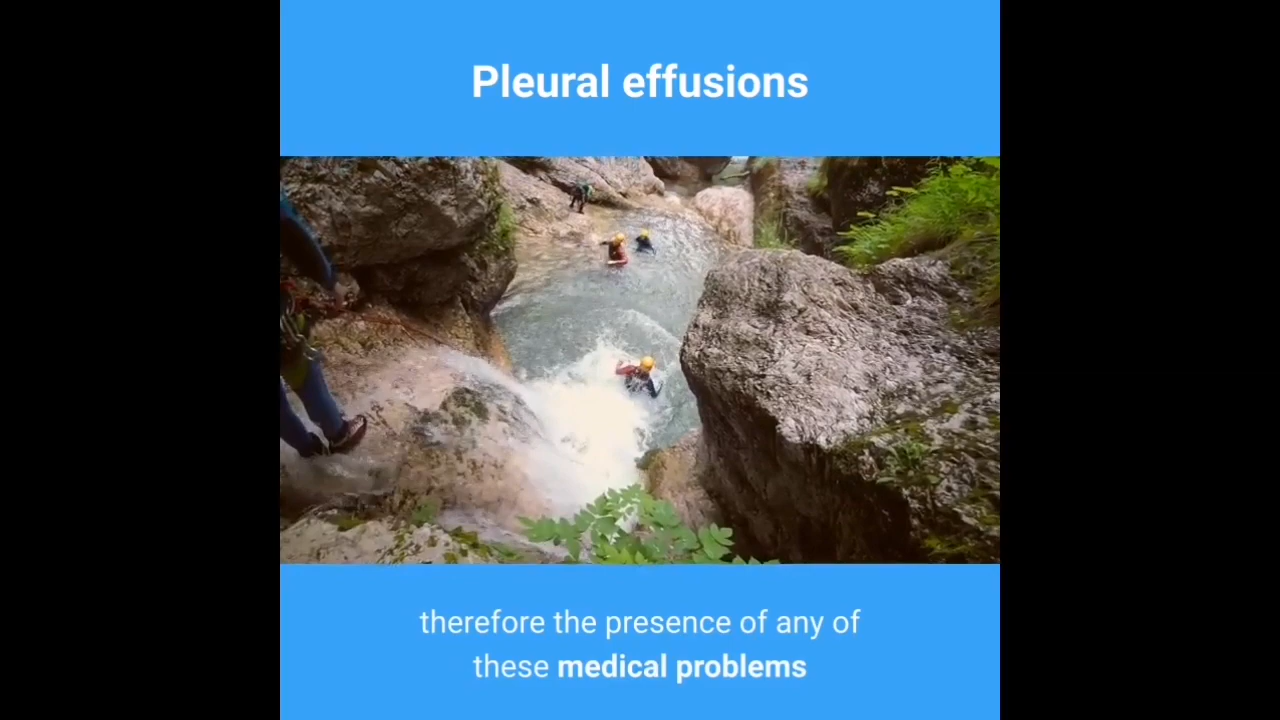 Pleural effusions
therefore the presence of any of
these medical problems